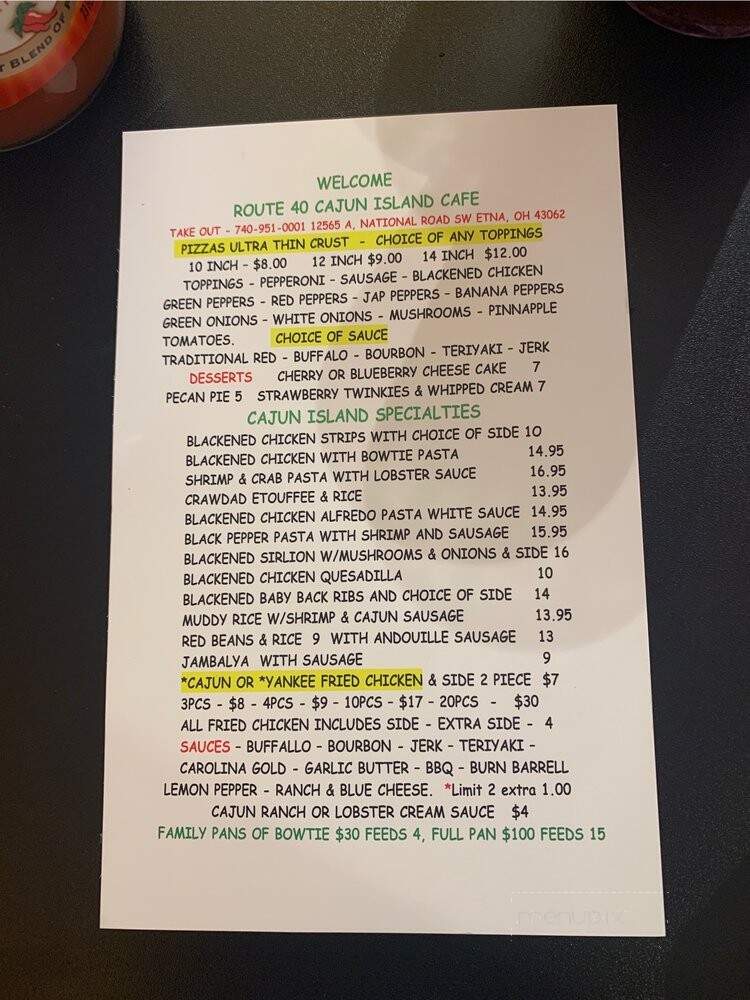 T BLEND OF
WELCOME
ROUTE 40 CAJUN ISLAND CAFE
TAKE OUT - 740-951-0001 12565 A, NATIONAL ROAD SW ETNA, OH 43062
PIZZAS ULTRA THIN CRUST - CHOICE OF ANY TOPPINGS
10 INCH - $8.00 12 INCH $9.00 14 INCH $12.00
TOPPINGS - PEPPERONI - SAUSAGE - BLACKENED CHICKEN
GREEN PEPPERS - RED PEPPERS - JAP PEPPERS - BANANA PEPPERS
GREEN ONIONS - WHITE ONIONS - MUSHROOMS - PINNAPPLE
TOMATOES. CHOICE OF SAUCE
TRADITIONAL RED - BUFFALO - BOURBON - TERIYAKI - JERK
DESSERTS CHERRY OR BLUEBERRY CHEESE CAKE 7
PECAN PIE 5 STRAWBERRY TWINKIES & WHIPPED CREAM 7
CAJUN ISLAND SPECIALTIES
BLACKENED CHICKEN STRIPS WITH CHOICE OF SIDE 10
BLACKENED CHICKEN WITH BOWTIE PASTA 14.95
SHRIMP & CRAB PASTA WITH LOBSTER SAUCE 16.95
CRAWDAD ETOUFFEE & RICE 13.95
BLACKENED CHICKEN ALFREDO PASTA WHITE SAUCE 14.95
BLACK PEPPER PASTA WITH SHRIMP AND SAUSAGE 15.95
BLACKENED SIRLION W/MUSHROOMS & ONIONS & SIDE 16
BLACKENED CHICKEN QUESADILLA 10
BLACKENED BABY BACK RIBS AND CHOICE OF SIDE 14
MUDDY RICE W/SHRIMP & CAJUN SAUSAGE 13.95
RED BEANS & RICE 9 WITH ANDOUILLE SAUSAGE 13
JAMBALYA WITH SAUSAGE 9
*CAJUN OR *YANKEE FRIED CHICKEN & SIDE 2 PIECE $7
3PCS - $8 - 4PCS - $9 - 10PCS - $17 - 20PCS - $30
ALL FRIED CHICKEN INCLUDES SIDE - EXTRA SIDE - 4
SAUCES - BUFFALLO - BOURBON - JERK - TERIYAKI -
CAROLINA GOLD - GARLIC BUTTER - BBQ - BURN BARRELL
LEMON PEPPER - RANCH & BLUE CHEESE. *Limit 2 extra 1.00
CAJUN RANCH OR LOBSTER CREAM SAUCE $4
FAMILY PANS OF BOWTIE $30 FEEDS 4, FULL PAN $100 FEEDS 15